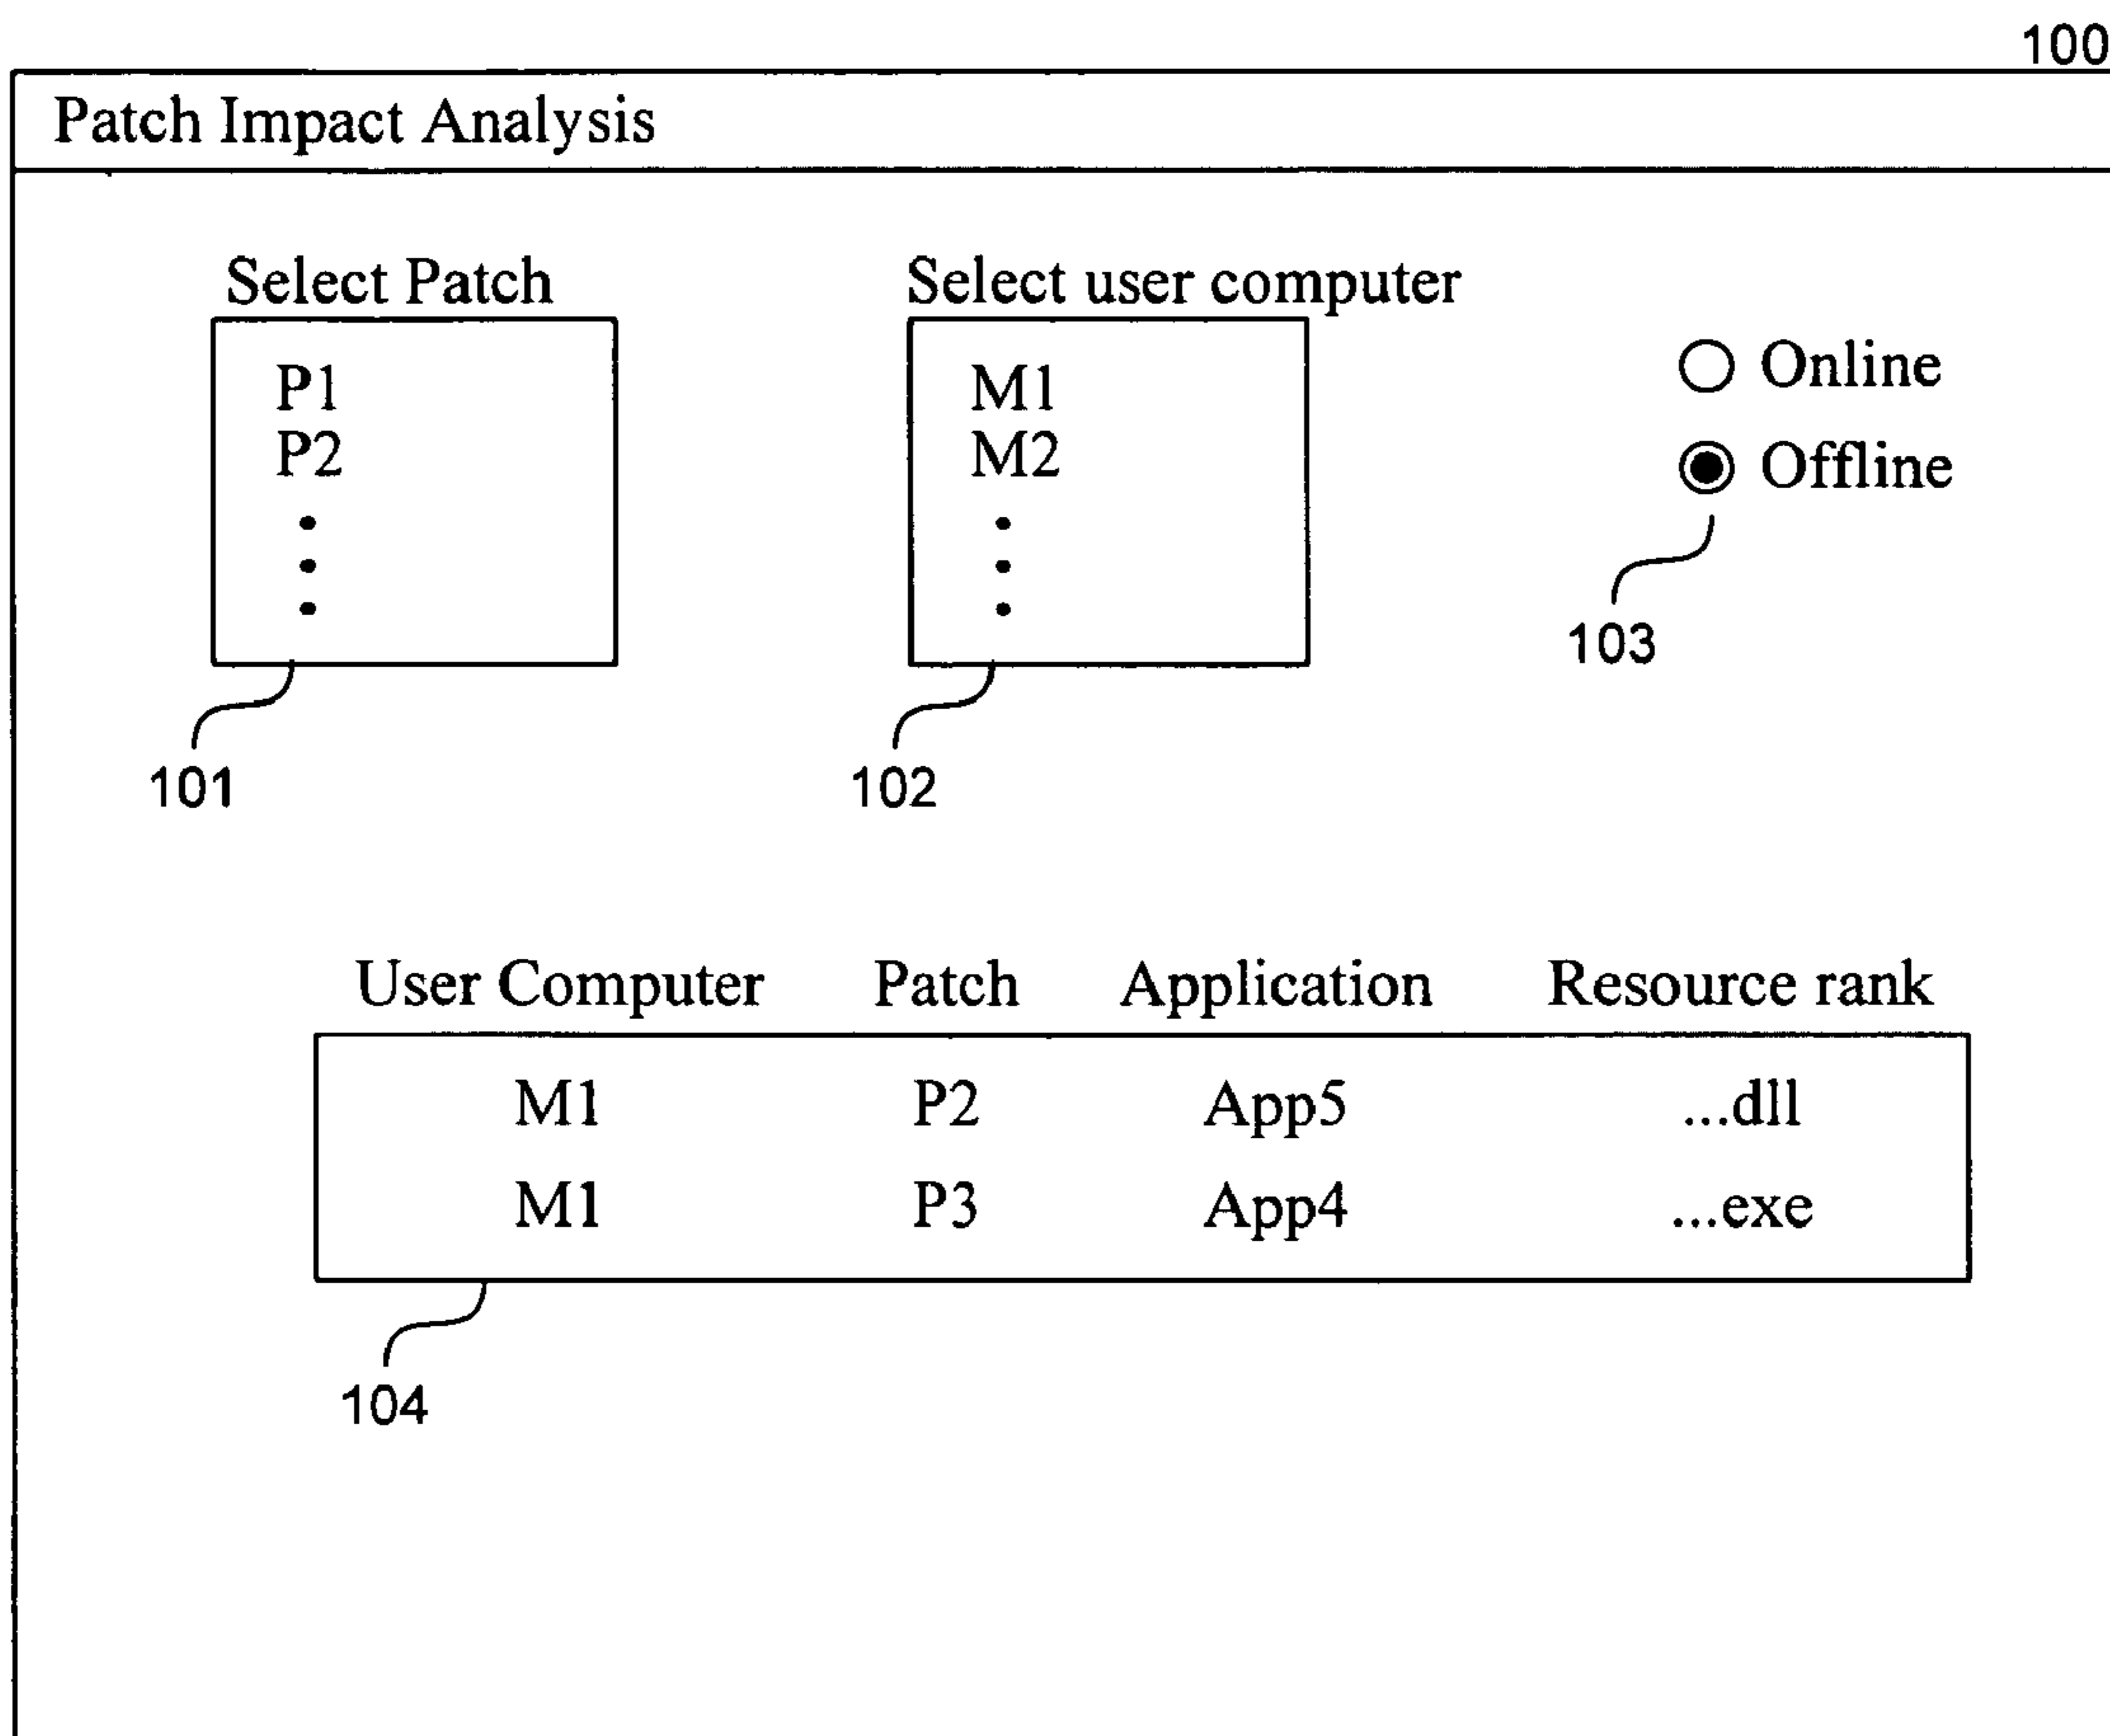 100
Patch Impact Analysis
Select Patch
P1
P2
101
Select user computer
M1
M2
102
Online
Offline
103
User Computer Patch Application Resource rank
M1 P2 App5 ...dll
M1 P3 App4 ...exe
104